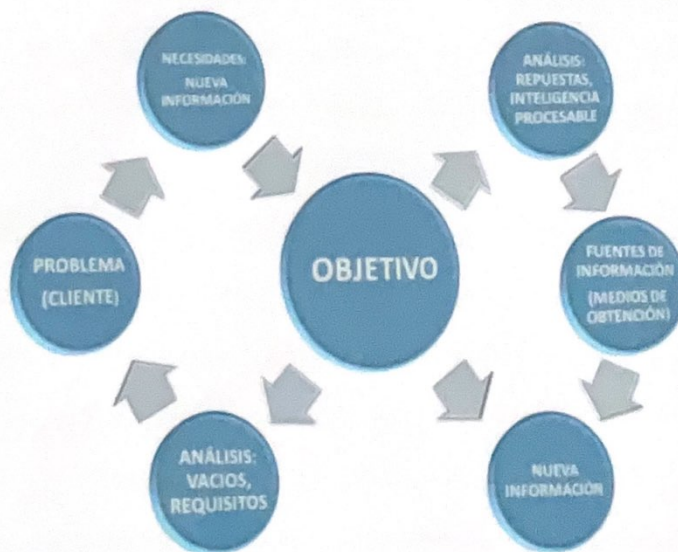 NECESIDADES:
NUEVA
INFORMACIÓN
ANÁLISIS:
REPUESTAS,
INTELIGENCIA
PROCESABLE
PROBLEMA
(CLIENTE)
OBJETIVO
FUENTES DE
INFORMACIÓN
(MEDIOS DE
OBTENCIÓN)
ANÁLISIS:
VACIOS,
REQUISITOS
NUEVA
INFORMACIÓN